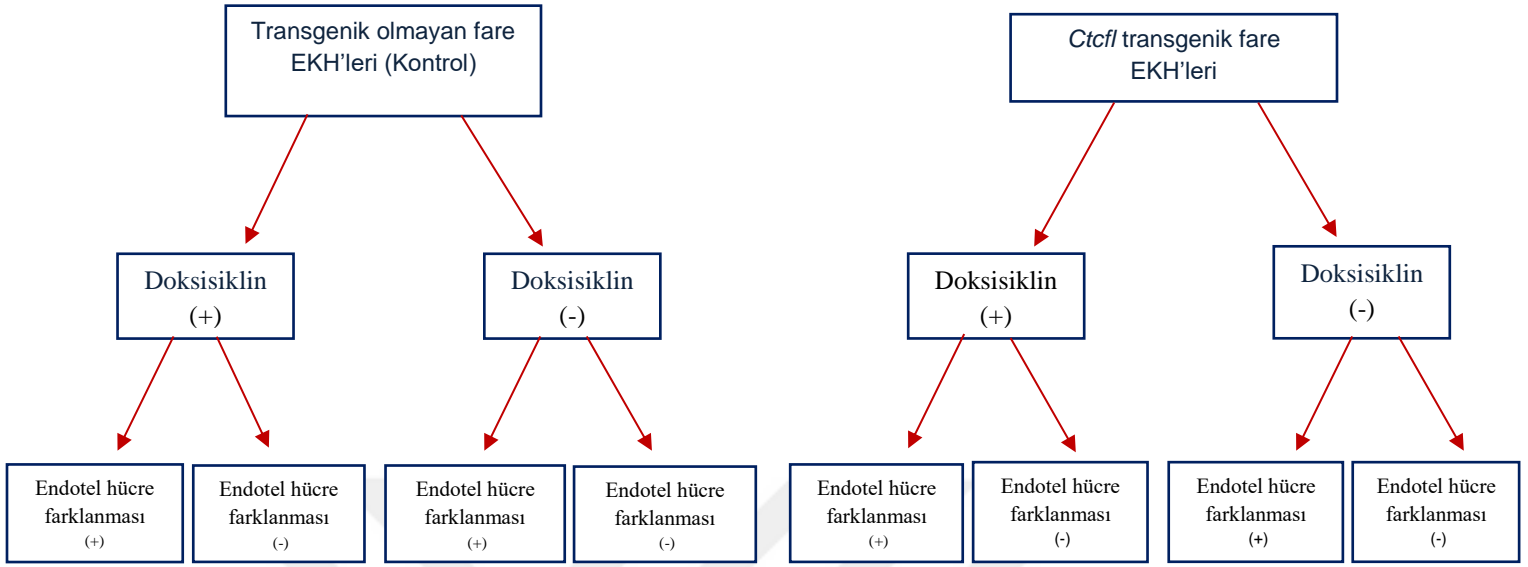 Transgenik olmayan fare
EKH’leri (Kontrol)
Ctcfl transgenik fare
EKH’leri
Doksisiklin
(+)
Doksisiklin
(-)
Doksisiklin
(+)
Doksisiklin
(-)
Endotel hücre
farklanması
(+)
Endotel hücre
farklanması
(-)
Endotel hücre
farklanması
(+)
Endotel hücre
farklanması
(-)
Endotel hücre
farklanması
(+)
Endotel hücre
farklanması
(-)
Endotel hücre
farklanması
(+)
Endotel hücre
farklanması
(-)